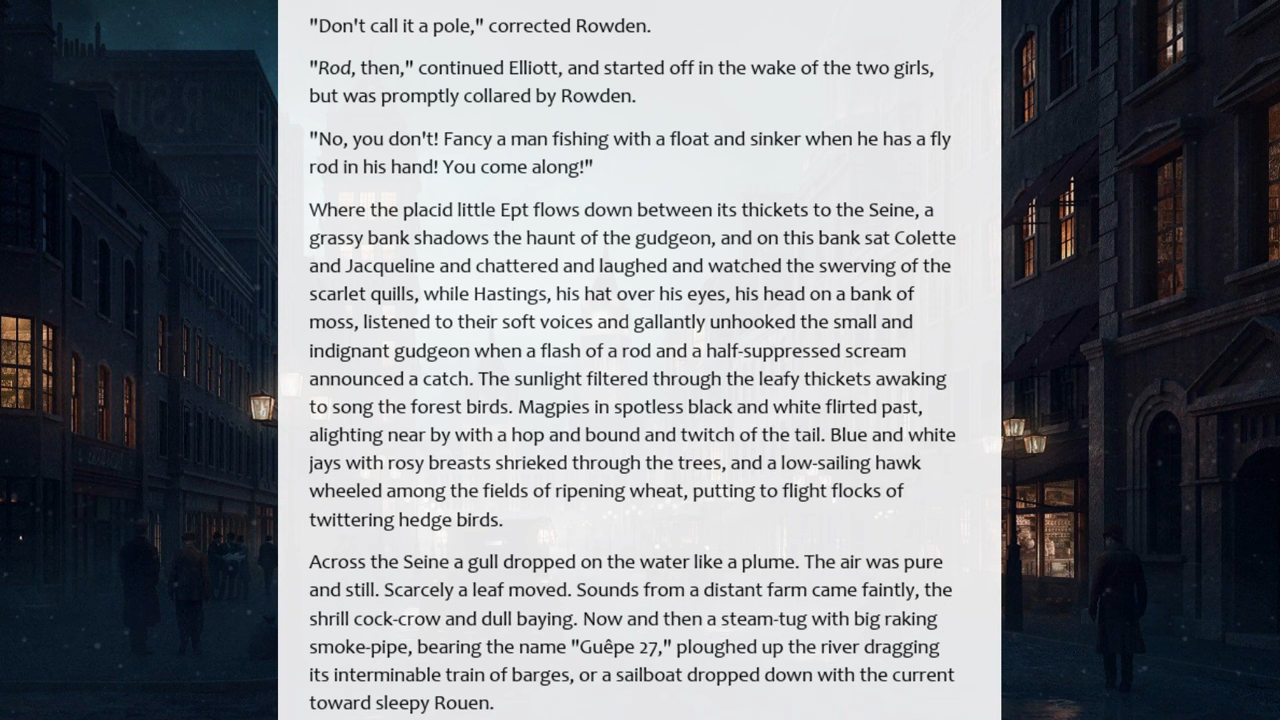 "Don't call it a pole," corrected Rowden.
"Rod, then," continued Elliott, and started off in the wake of the two girls,
but was promptly collared by Rowden.
"No, you don't! Fancy a man fishing with a float and sinker when he has a fly
rod in his hand! You come along!"
Where the placid little Ept flows down between its thickets to the Seine, a
grassy bank shadows the haunt of the gudgeon, and on this bank sat Colette
and Jacqueline and chattered and laughed and watched the swerving of the
scarlet quills, while Hastings, his hat over his eyes, his head on a bank of
moss, listened to their soft voices and gallantly unhooked the small and
indignant gudgeon when a flash of a rod and a half-suppressed scream
announced a catch. The sunlight filtered through the leafy thickets awaking
to song the forest birds. Magpies in spotless black and white flirted past,
alighting near by with a hop and bound and twitch of the tail. Blue and white
jays with rosy breasts shrieked through the trees, and a low-sailing hawk
wheeled among the fields of ripening wheat, putting to flight flocks of
twittering hedge birds.
Across the Seine a gull dropped on the water like a plume. The air was pure
and still. Scarcely a leaf moved. Sounds from a distant farm came faintly, the
shrill cock-crow and dull baying. Now and then a steam-tug with big raking
smoke-pipe, bearing the name "Guêpe 27," ploughed up the river dragging
its interminable train of barges, or a sailboat dropped down with the current
toward sleepy Rouen.